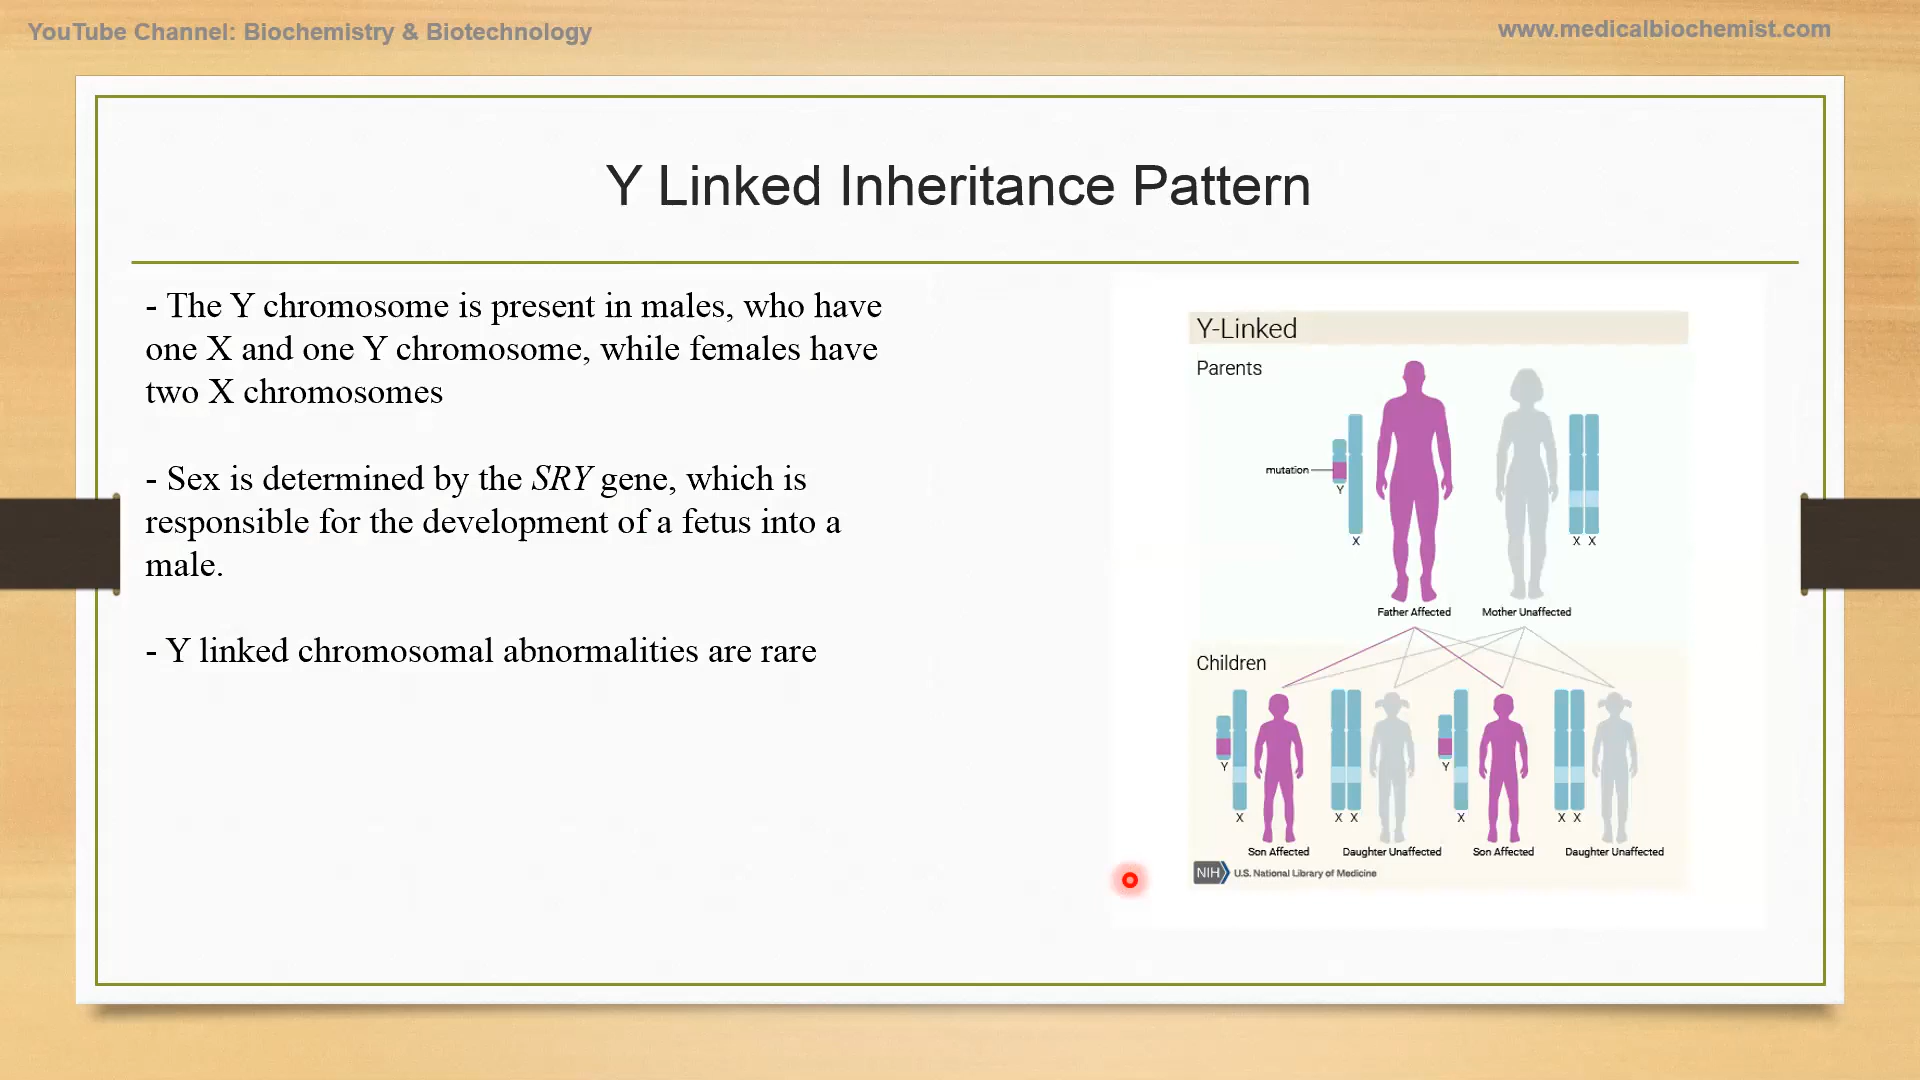 YouTube Channel: Biochemistry & Biotechnology
www.medicalbiochemist.com
Y Linked Inheritance Pattern
- The Y chromosome is present in males, who have
one X and one Y chromosome, while females have
two X chromosomes
- Sex is determined by the SRY gene, which is
responsible for the development of a fetus into a
male.
- Y linked chromosomal abnormalities are rare
Y-Linked
Parents
mutation
Y
X
X X
Father Affected
Mother Unaffected
Children
Y
X
X X
Y
X
X X
Son Affected
Daughter Unaffected
Son Affected
Daughter Unaffected
NIH U.S. National Library of Medicine